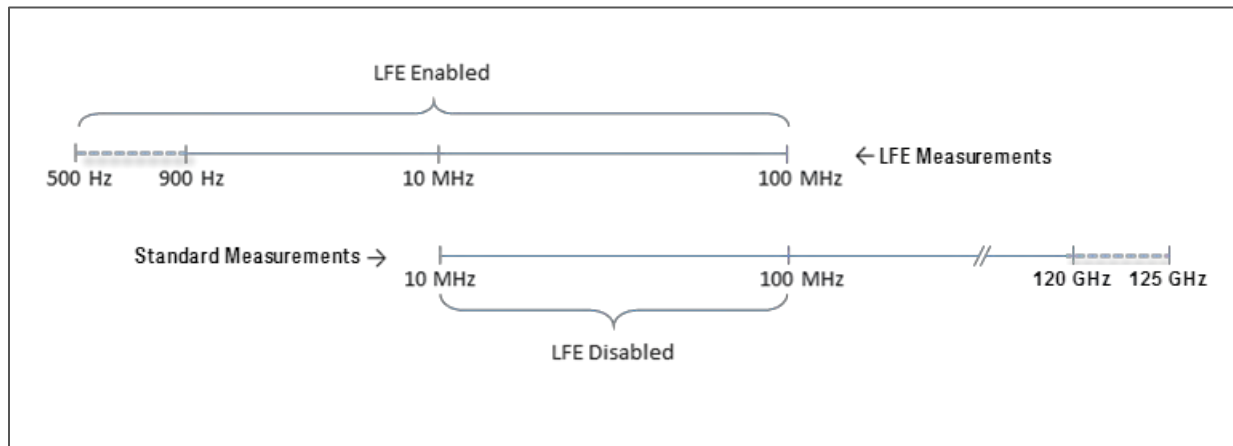 LFE Enabled
500 Hz 900 Hz 10 MHz 100 MHz ← LFE Measurements
Standard Measurements → 10 MHz 100 MHz 120 GHz 125 GHz
LFE Disabled